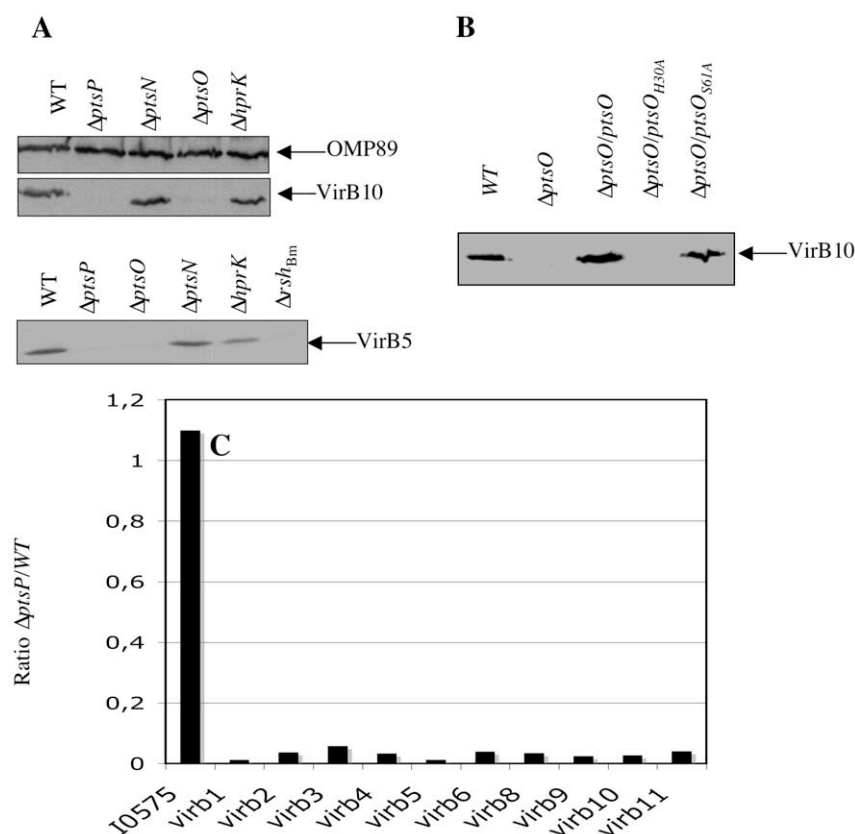 A
WT
ΔptsP
ΔptsN
ΔptsO
ΔhprK
OMP89
VirB10
WT
ΔptsP
ΔptsO
ΔptsN
ΔhprK
Δrsh_Bm
VirB5
B
WT
ΔptsO
ΔptsO/ptsO
ΔptsO/ptsO_H30A
ΔptsO/ptsO_S61A
VirB10
C
Ratio ΔptsP/WT
1,2
1
0,8
0,6
0,4
0,2
0
I0575
virb1
virb2
virb3
virb4
virb5
virb6
virb8
virb9
virb10
virb11